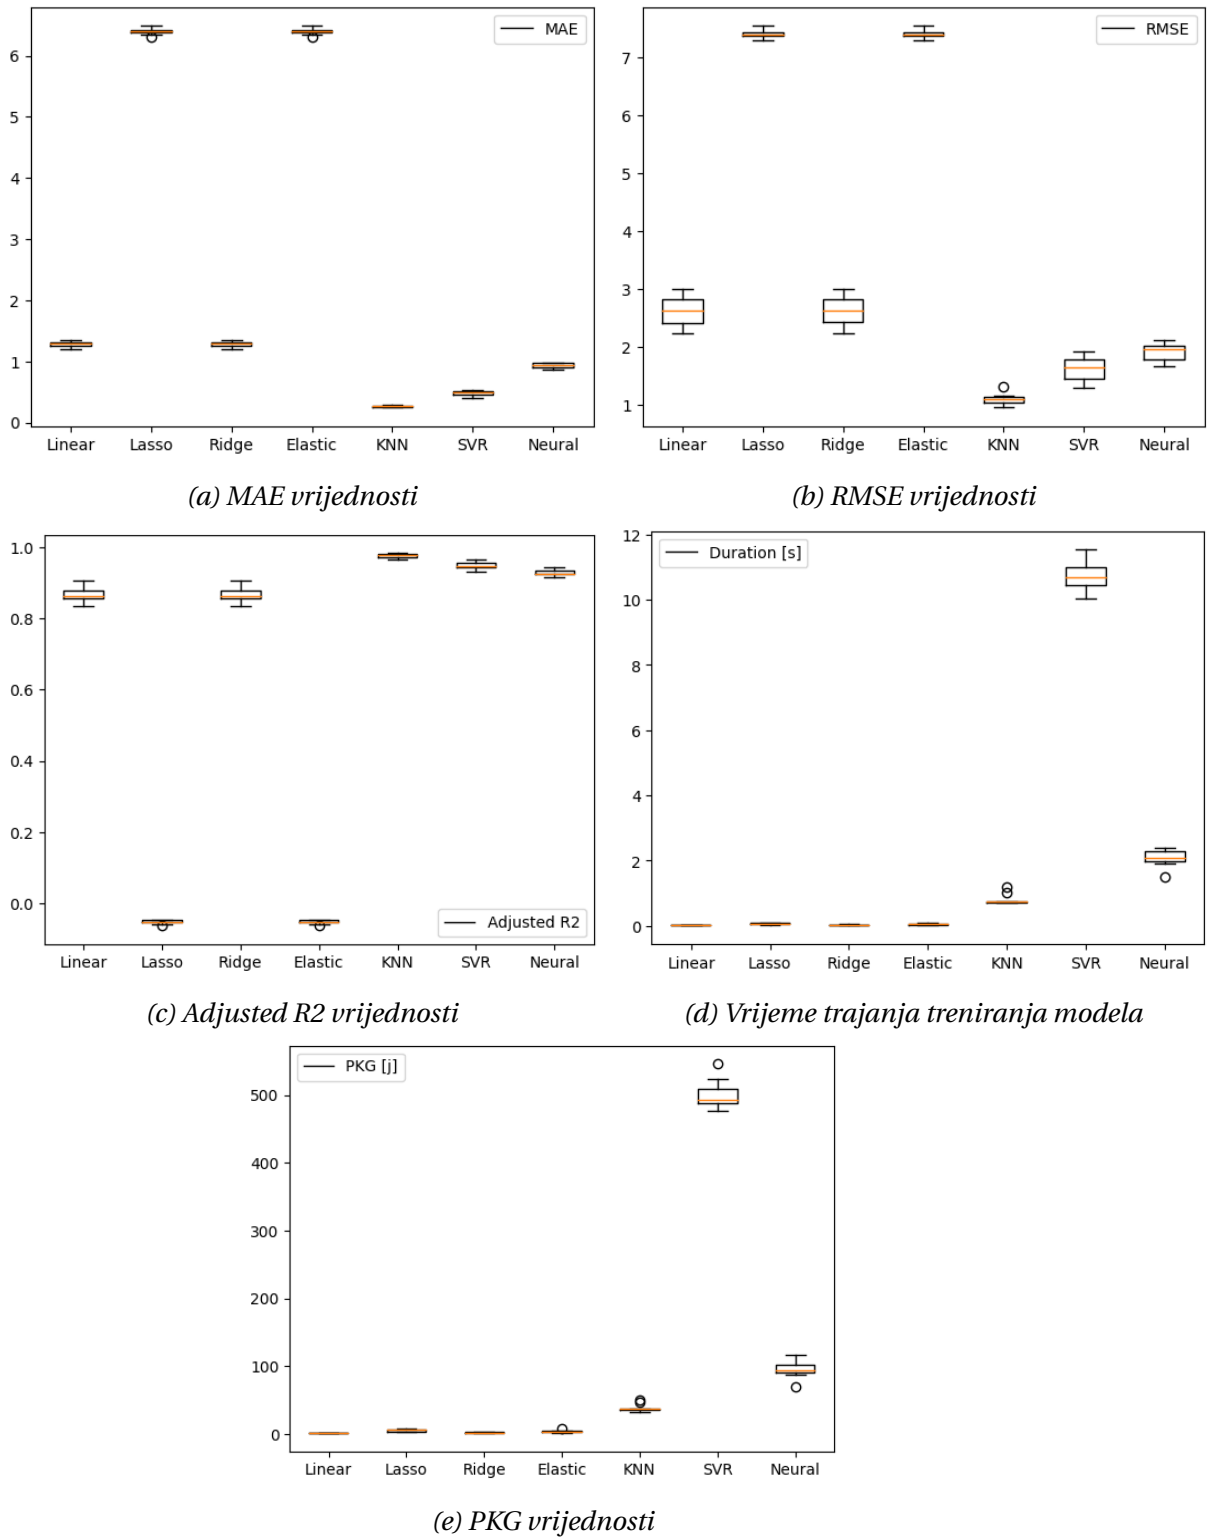 MAE
6
5
4
3
2
1
0
Linear Lasso Ridge Elastic KNN SVR Neural
(a) MAE vrijednosti
RMSE
7
6
5
4
3
2
1
Linear Lasso Ridge Elastic KNN SVR Neural
(b) RMSE vrijednosti
1.0
0.8
0.6
0.4
0.2
0.0
Adjusted R2
Linear Lasso Ridge Elastic KNN SVR Neural
(c) Adjusted R2 vrijednosti
12
Duration [s]
10
8
6
4
2
0
Linear Lasso Ridge Elastic KNN SVR Neural
(d) Vrijeme trajanja treniranja modela
PKG [j]
500
400
300
200
100
0
Linear Lasso Ridge Elastic KNN SVR Neural
(e) PKG vrijednosti